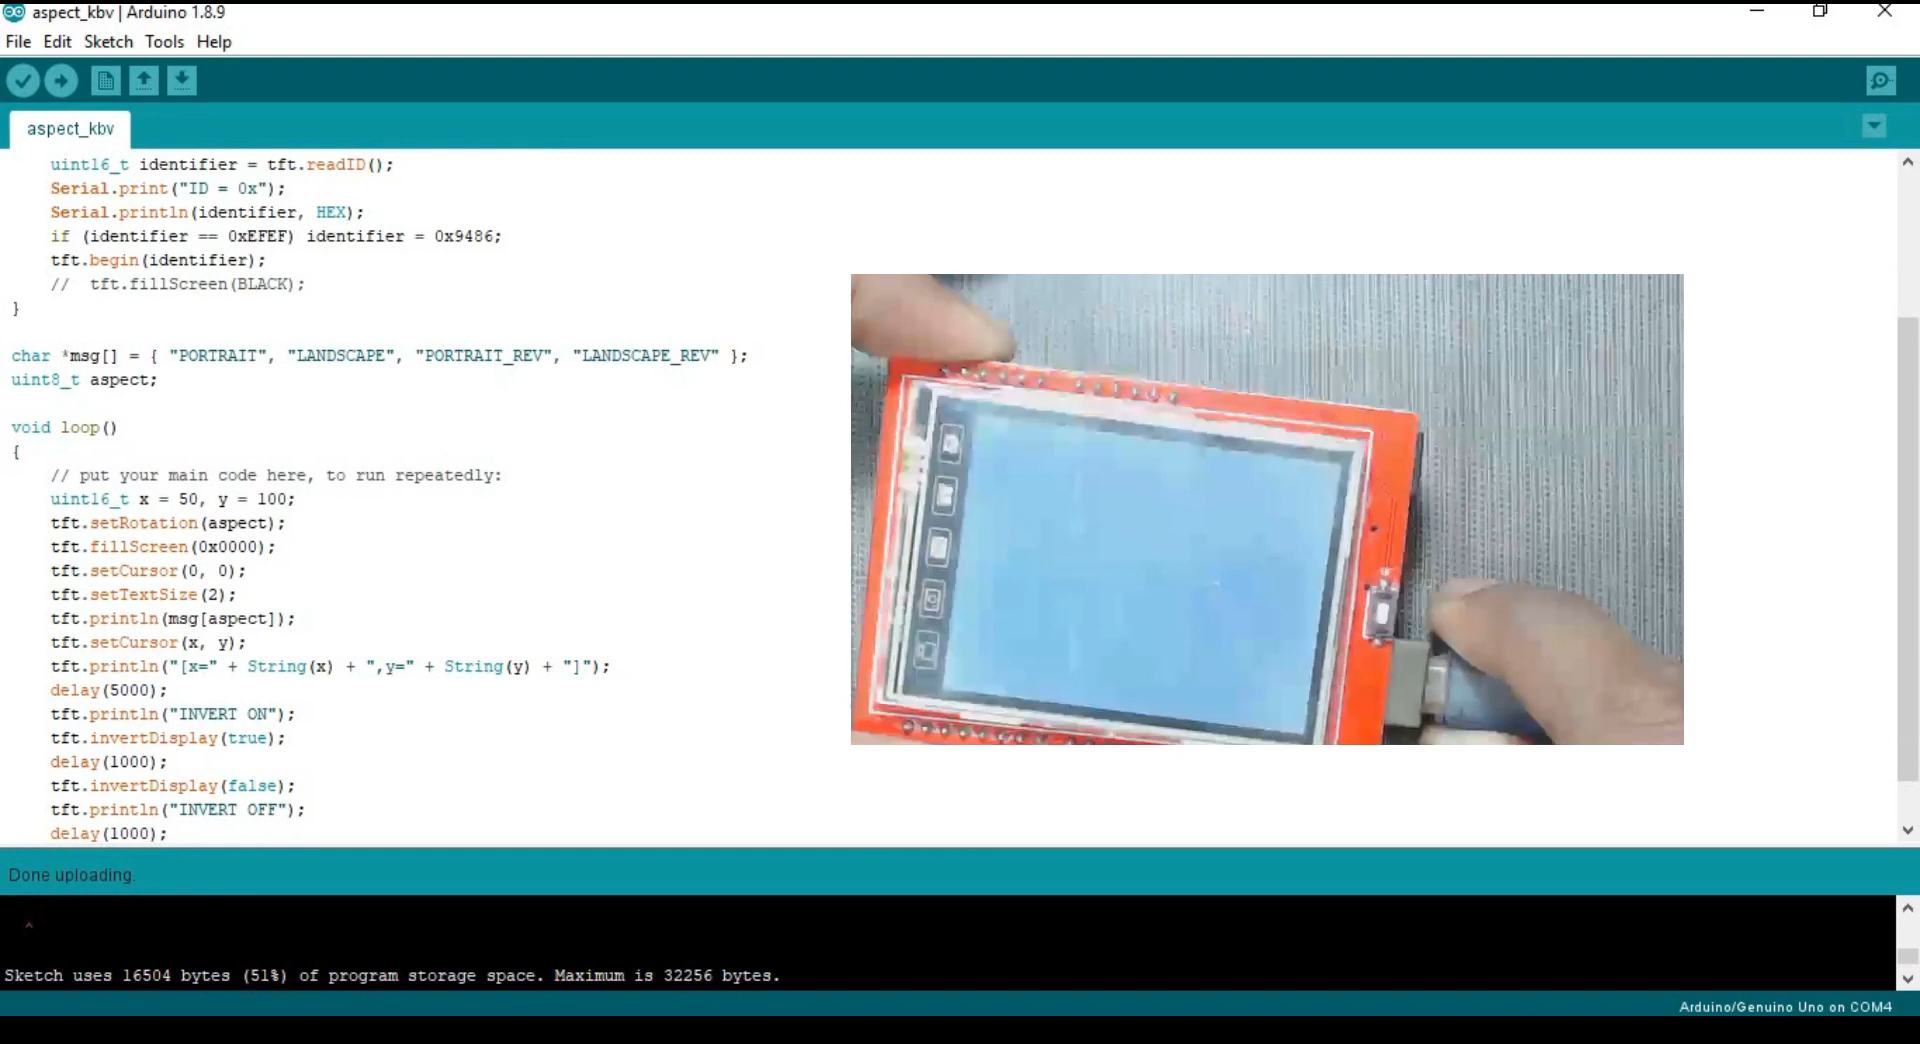 aspect_kbv | Arduino 1.8.9
File Edit Sketch Tools Help
aspect_kbv
uint16_t identifier = tft.readID();
Serial.print("ID = 0x");
Serial.println(identifier, HEX);
if (identifier == 0xEFEF) identifier = 0x9486;
tft.begin(identifier);
//  tft.fillScreen(BLACK);
}
char *msg[] = { "PORTRAIT", "LANDSCAPE", "PORTRAIT_REV", "LANDSCAPE_REV" };
uint8_t aspect;
void loop()
{
// put your main code here, to run repeatedly:
uint16_t x = 50, y = 100;
tft.setRotation(aspect);
tft.fillScreen(0x0000);
tft.setCursor(0, 0);
tft.setTextSize(2);
tft.println(msg[aspect]);
tft.setCursor(x, y);
tft.println("[x=" + String(x) + ",y=" + String(y) + "]");
delay(5000);
tft.println("INVERT ON");
tft.invertDisplay(true);
delay(1000);
tft.invertDisplay(false);
tft.println("INVERT OFF");
delay(1000);
Done uploading.
^
Sketch uses 16504 bytes (51%) of program storage space. Maximum is 32256 bytes.
Arduino/Genuino Uno on COM4